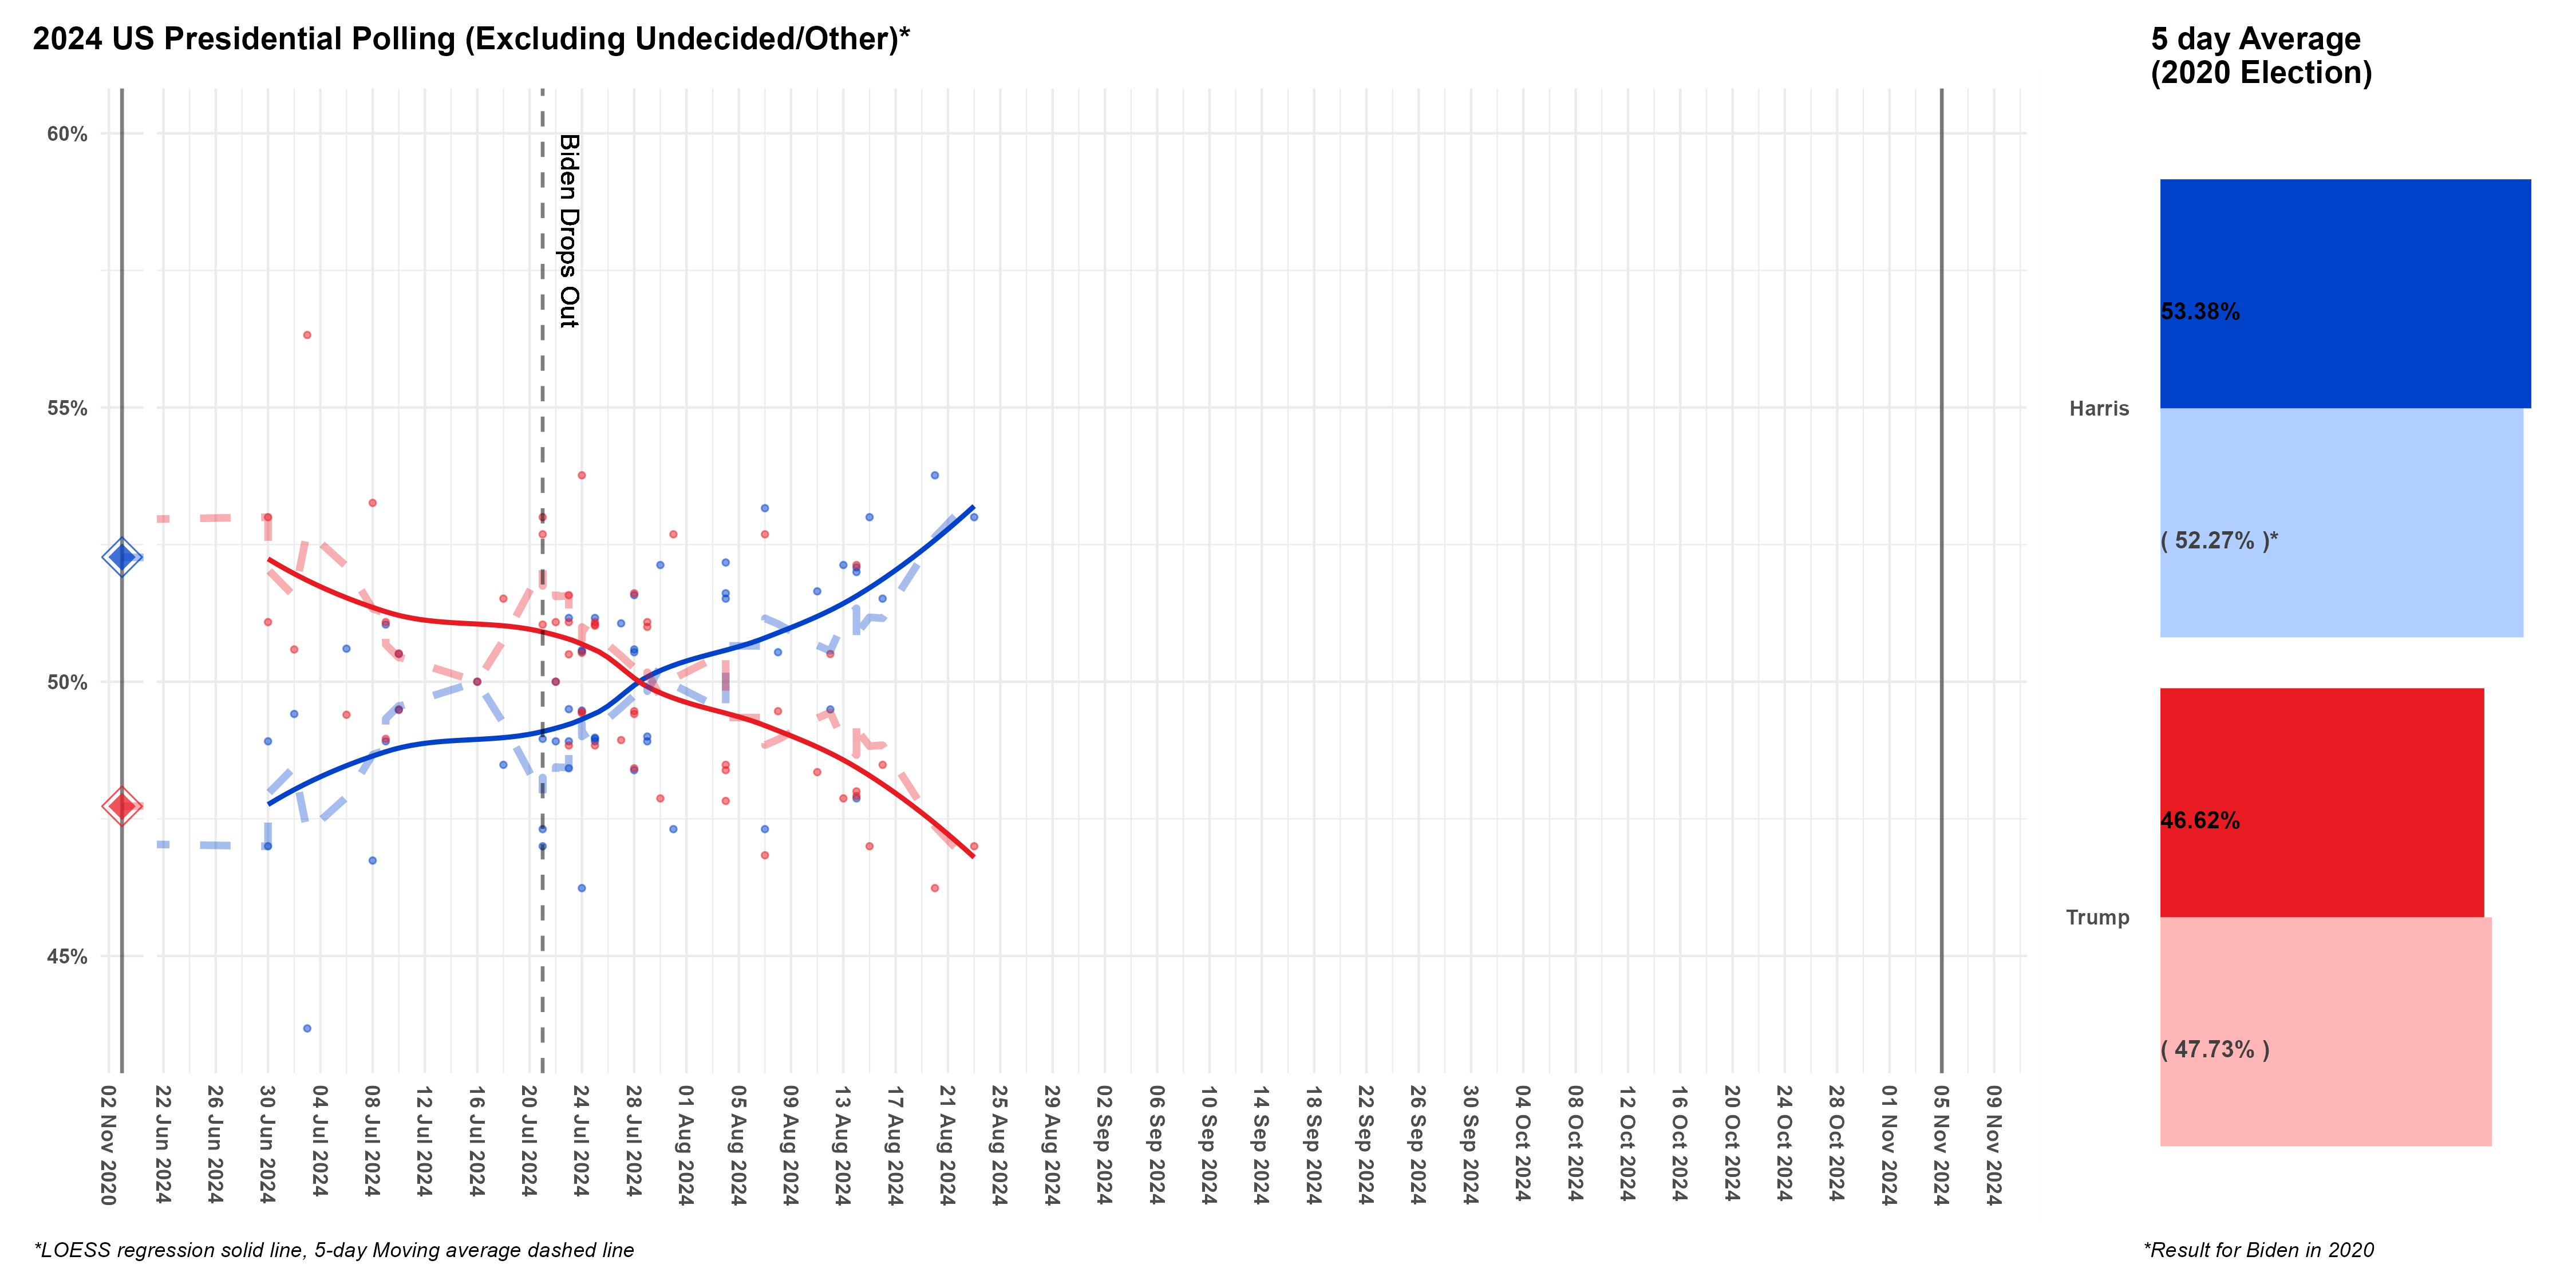 2024 US Presidential Polling (Excluding Undecided/Other)*
5 day Average
(2020 Election)
60%
55%
50%
45%
Biden Drops Out
02 Nov 2020
22 Jun 2024
26 Jun 2024
30 Jun 2024
04 Jul 2024
08 Jul 2024
12 Jul 2024
16 Jul 2024
20 Jul 2024
24 Jul 2024
28 Jul 2024
01 Aug 2024
05 Aug 2024
09 Aug 2024
13 Aug 2024
17 Aug 2024
21 Aug 2024
25 Aug 2024
29 Aug 2024
02 Sep 2024
06 Sep 2024
10 Sep 2024
14 Sep 2024
18 Sep 2024
22 Sep 2024
26 Sep 2024
30 Sep 2024
04 Oct 2024
08 Oct 2024
12 Oct 2024
16 Oct 2024
20 Oct 2024
24 Oct 2024
28 Oct 2024
01 Nov 2024
05 Nov 2024
09 Nov 2024
Harris
53.38%
( 52.27% )*
Trump
46.62%
( 47.73% )
*LOESS regression solid line, 5-day Moving average dashed line
*Result for Biden in 2020